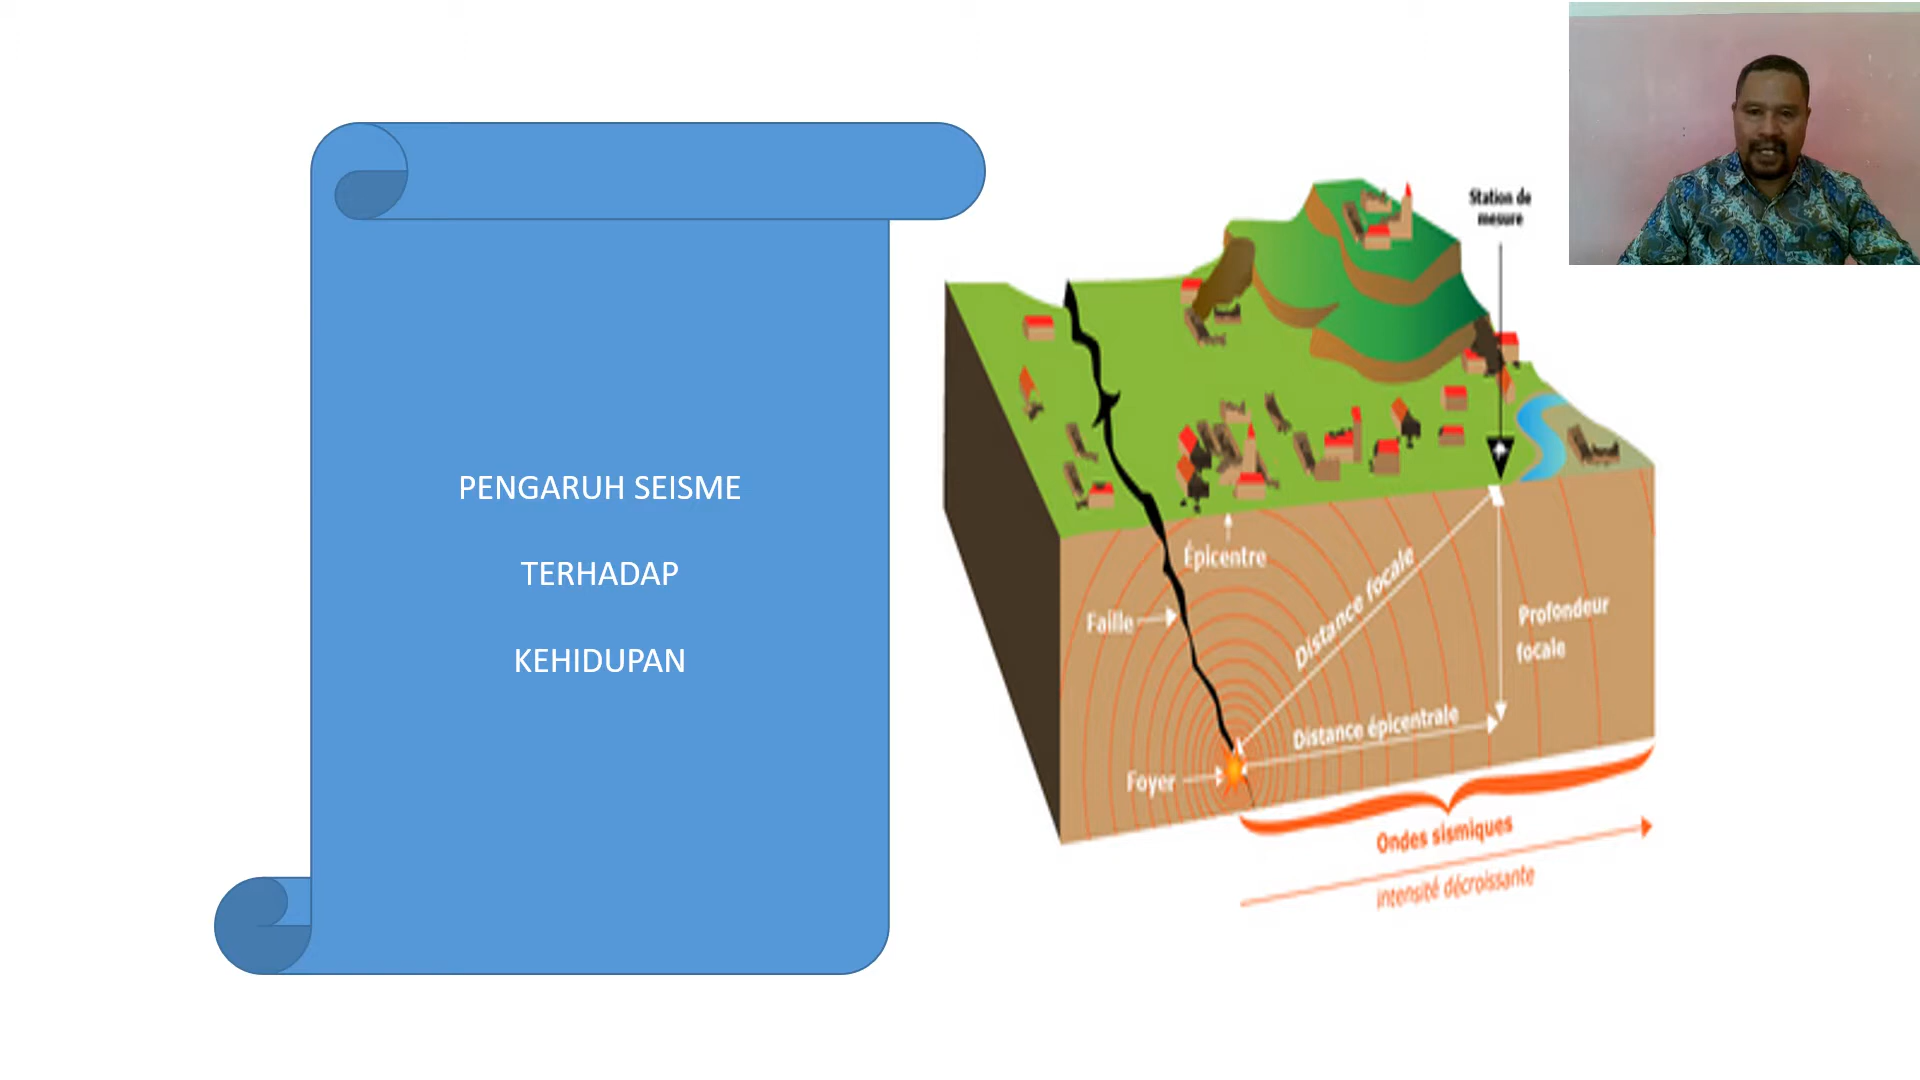 PENGARUH SEISME
TERHADAP
KEHIDUPAN
Station de
mesure
Épicentre
Faille
Distance focale
Profondeur
focale
Distance épicentrale
Foyer
Ondes sismiques
intensité décroissante